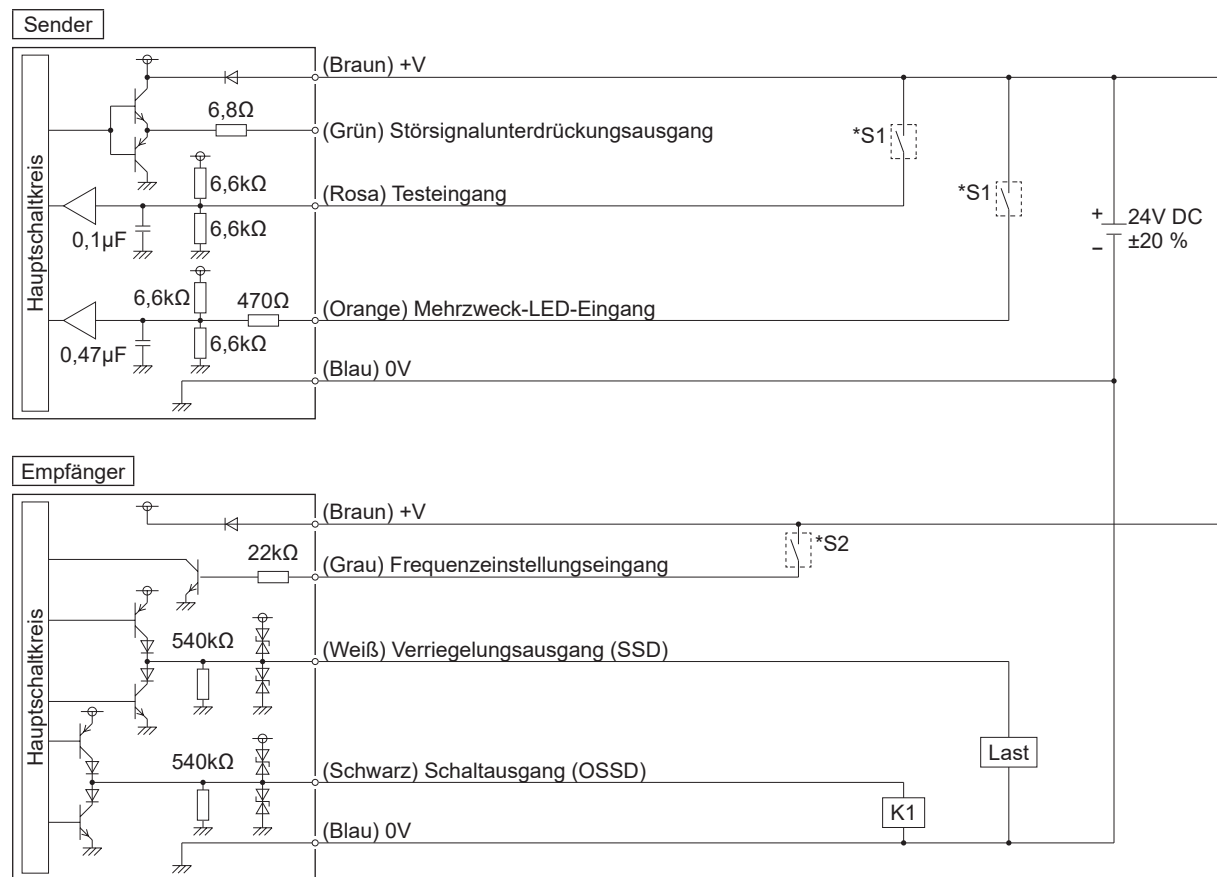 Sender
Hauptschaltkreis
(Braun) +V
6,8Ω
(Grün) Störsignalunterdrückungsausgang
*S1
6,6kΩ
(Rosa) Testeingang
*S1
0,1µF
6,6kΩ
+
24V DC
−
±20 %
6,6kΩ
470Ω
(Orange) Mehrzweck-LED-Eingang
0,47µF
6,6kΩ
(Blau) 0V
Empfänger
Hauptschaltkreis
(Braun) +V
*S2
22kΩ
(Grau) Frequenzeinstellungseingang
540kΩ
(Weiß) Verriegelungsausgang (SSD)
Last
540kΩ
(Schwarz) Schaltausgang (OSSD)
K1
(Blau) 0V